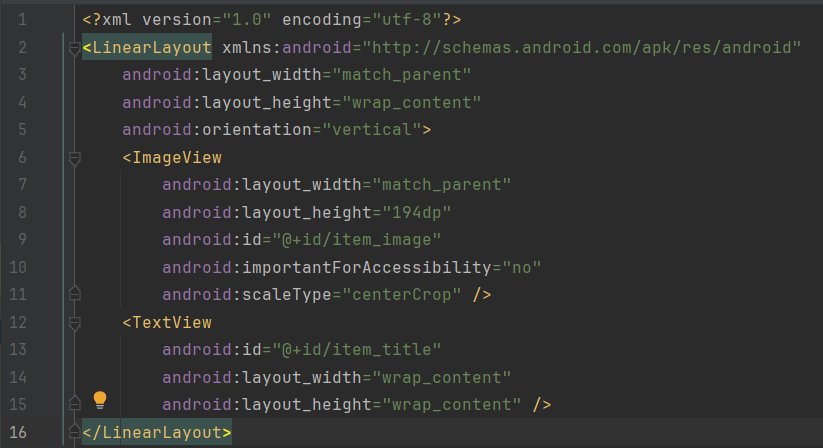 1 <?xml version="1.0" encoding="utf-8"?>
2 <LinearLayout xmlns:android="http://schemas.android.com/apk/res/android"
3     android:layout_width="match_parent"
4     android:layout_height="wrap_content"
5     android:orientation="vertical">
6     <ImageView
7         android:layout_width="match_parent"
8         android:layout_height="194dp"
9         android:id="@+id/item_image"
10         android:importantForAccessibility="no"
11         android:scaleType="centerCrop" />
12     <TextView
13         android:id="@+id/item_title"
14         android:layout_width="wrap_content"
15         android:layout_height="wrap_content" />
16 </LinearLayout>